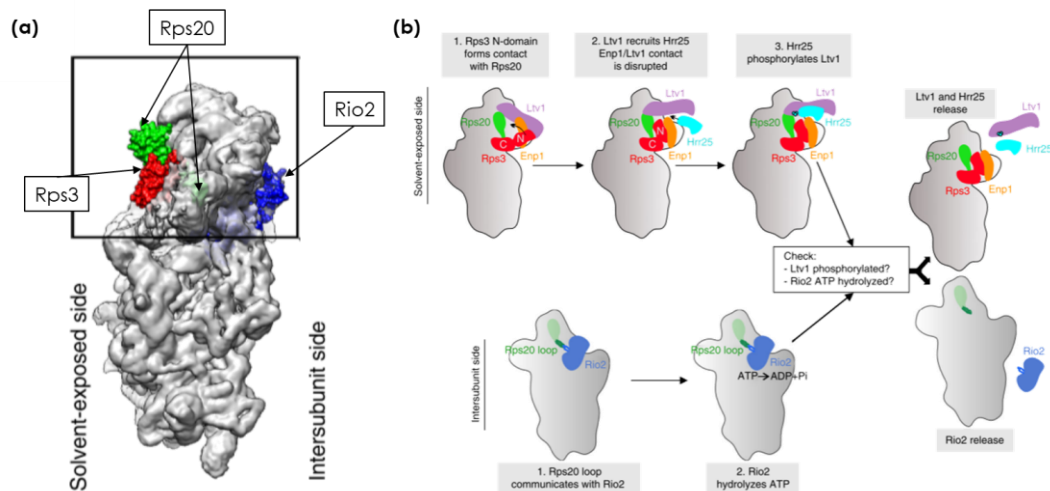 (a)
Rps20
Rio2
Rps3
Solvent-exposed side
Intersubunit side
(b)
1. Rps3 N-domain
forms contact
with Rps20
2. Ltv1 recruits Hrr25
Enp1/Ltv1 contact
is disrupted
3. Hrr25
phosphorylates Ltv1
Solvent-exposed side
Ltv1
Rps20
N
C
Rps3
Enp1
Ltv1
Rps20
N
C
Hrr25
Rps3
Enp1
Ltv1
Rps20
Hrr25
Rps3
Enp1
Ltv1 and Hrr25
release
Ltv1
Hrr25
Rps20
Enp1
Rps3
Check:
- Ltv1 phosphorylated?
- Rio2 ATP hydrolyzed?
Intersubunit side
Rps20 loop
Rio2
Rps20 loop
Rio2
ATP→ADP+Pi
Rio2
1. Rps20 loop
communicates with Rio2
2. Rio2
hydrolyzes ATP
Rio2 release